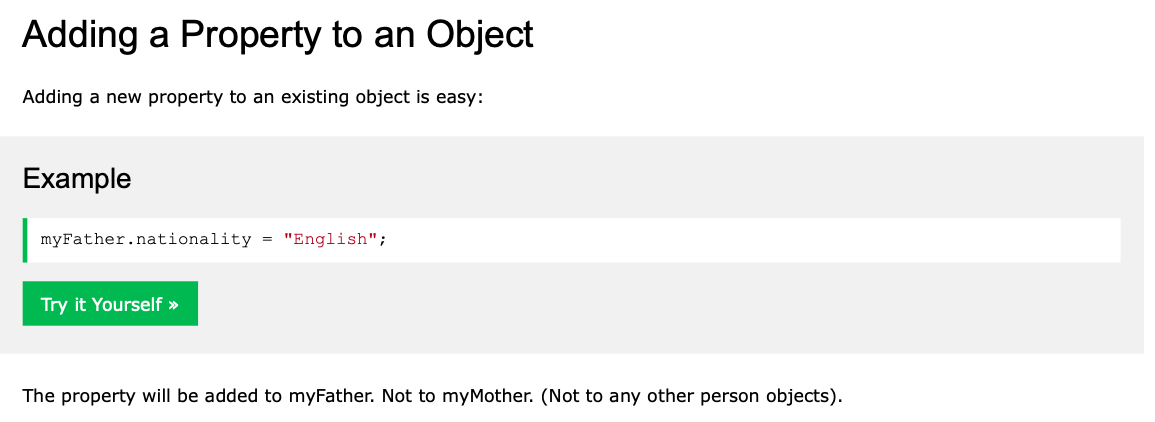 Adding a Property to an Object
Adding a new property to an existing object is easy:
Example
myFather.nationality = "English";
Try it Yourself »
The property will be added to myFather. Not to myMother. (Not to any other person objects).